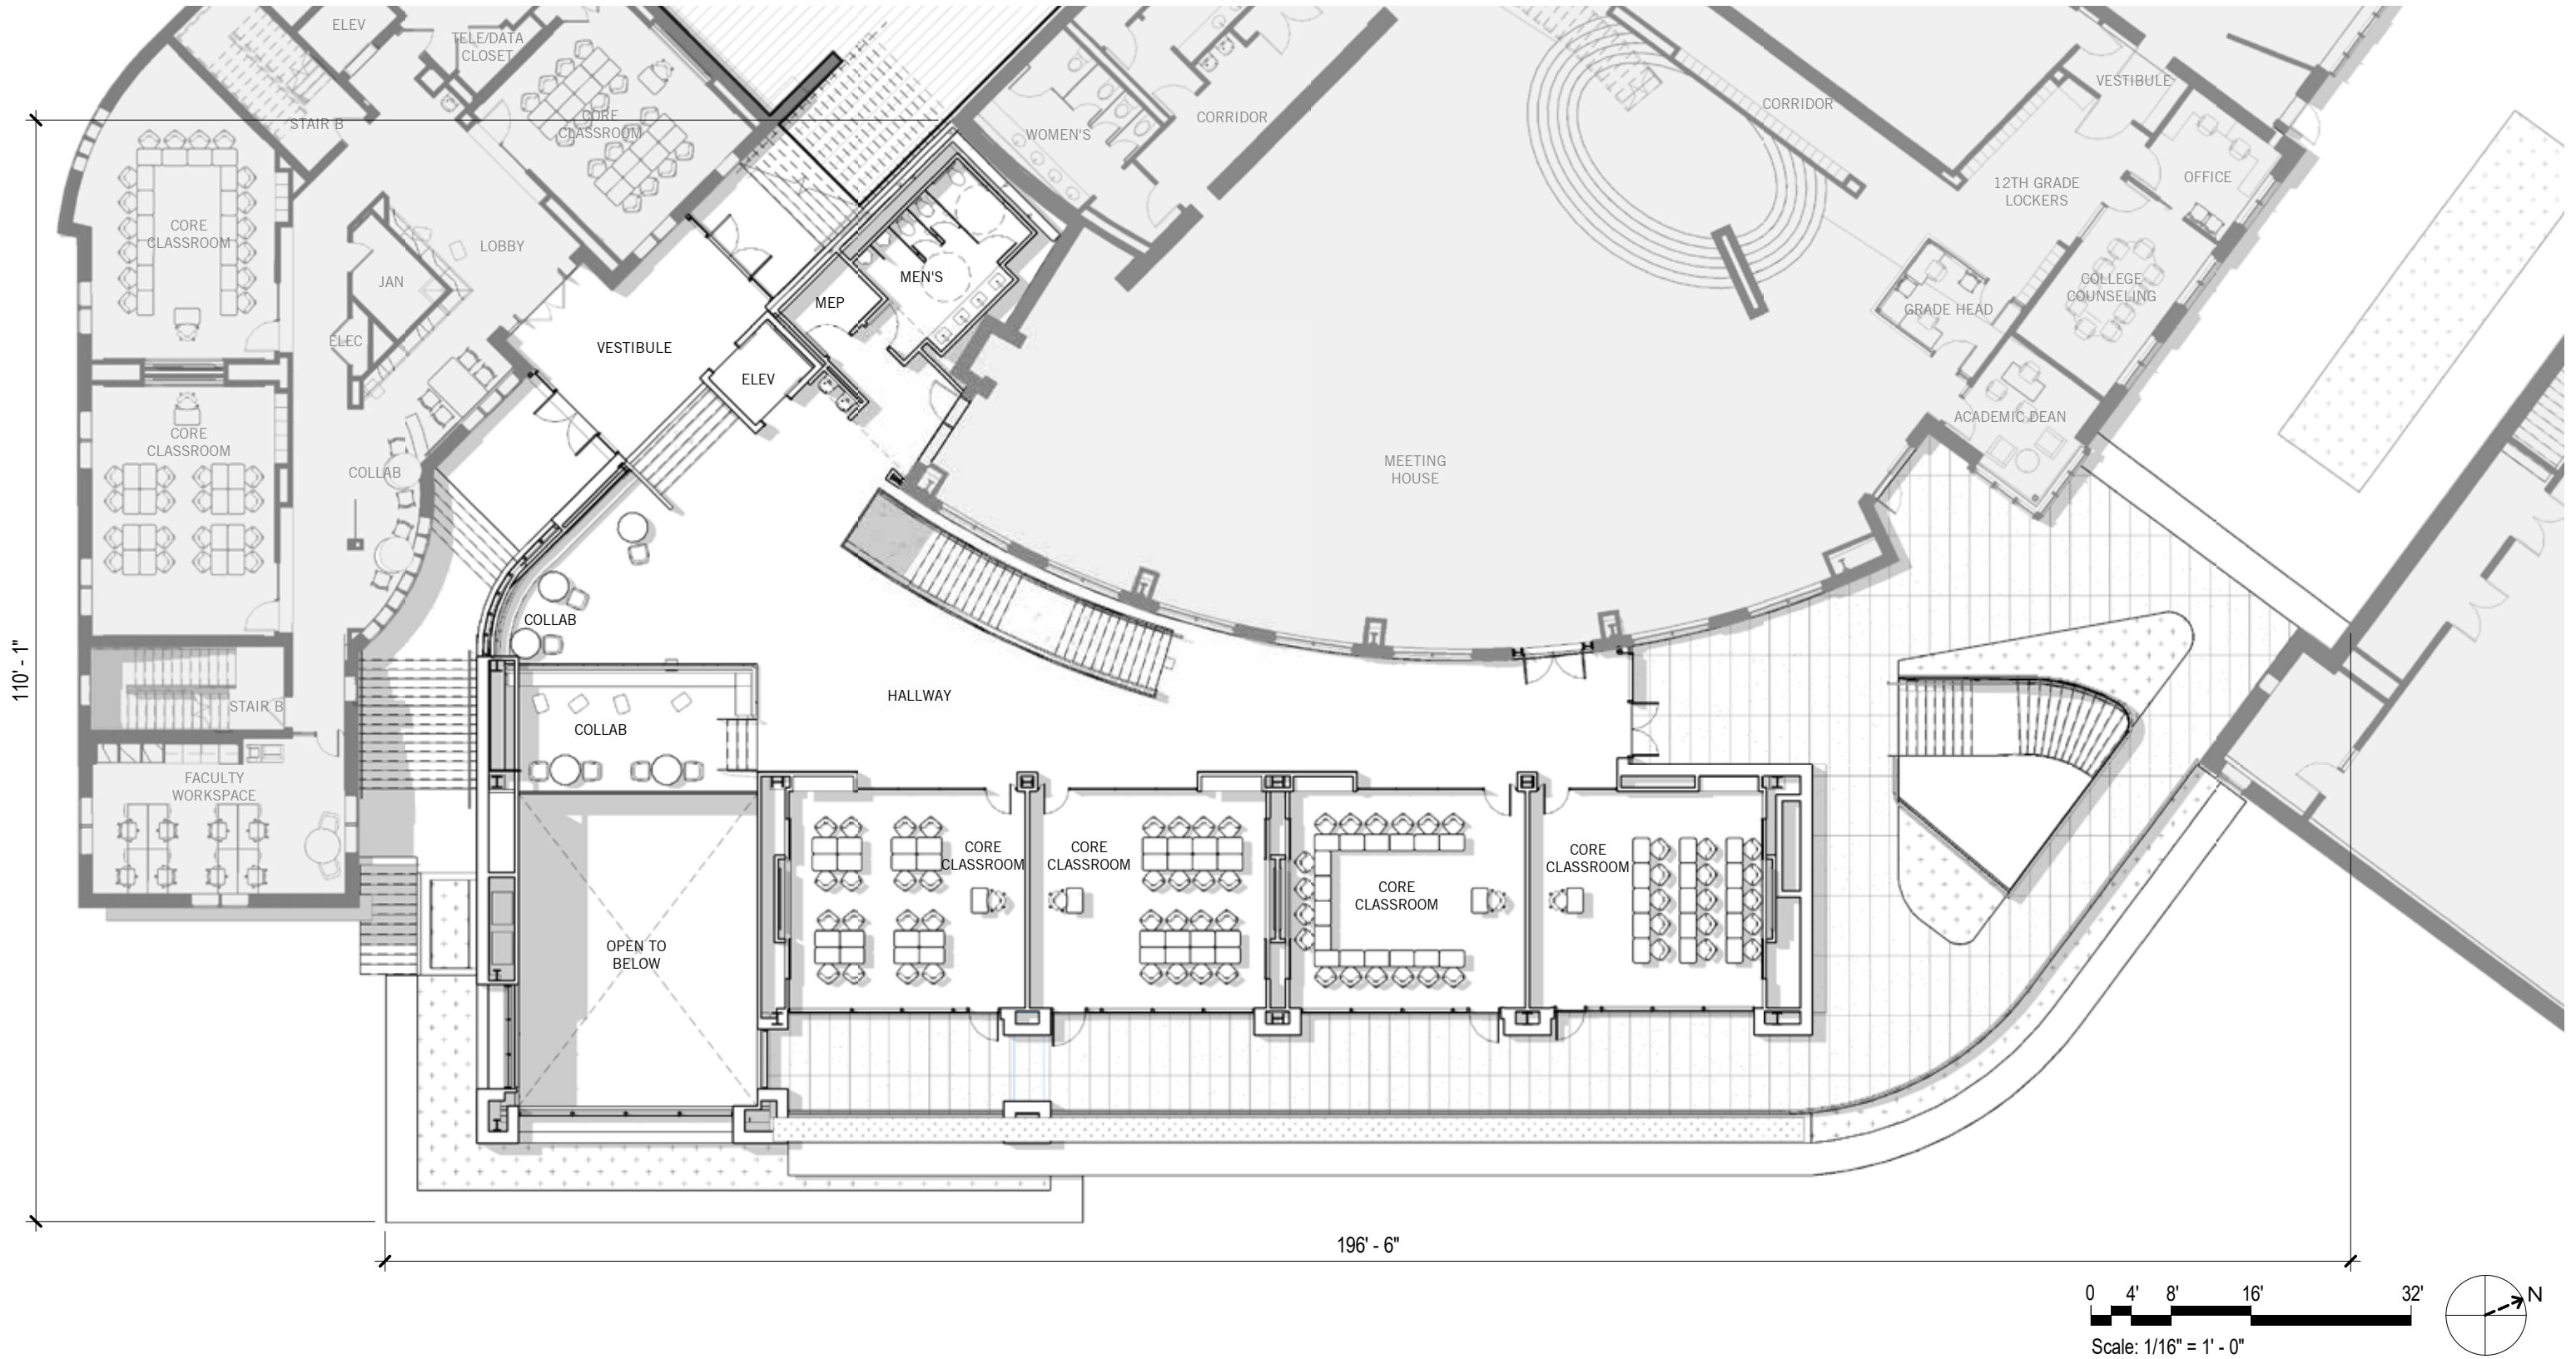 ELEV
TELE/DATA
CLOSET
STAIR B
CORE
CLASSROOM
WOMEN'S
CORRIDOR
CORRIDOR
VESTIBULE
OFFICE
12TH GRADE
LOCKERS
CORE
CLASSROOM
LOBBY
JAN
ELEC
MEN'S
MEP
VESTIBULE
ELEV
COLLEGE
COUNSELING
GRADE HEAD
ACADEMIC DEAN
CORE
CLASSROOM
COLLAB
MEETING
HOUSE
COLLAB
HALLWAY
STAIR B
COLLAB
FACULTY
WORKSPACE
CORE
CLASSROOM
CORE
CLASSROOM
CORE
CLASSROOM
CORE
CLASSROOM
OPEN TO
BELOW
110' - 1"
196' - 6"
0 4' 8' 16' 32'
Scale: 1/16" = 1' - 0"
N